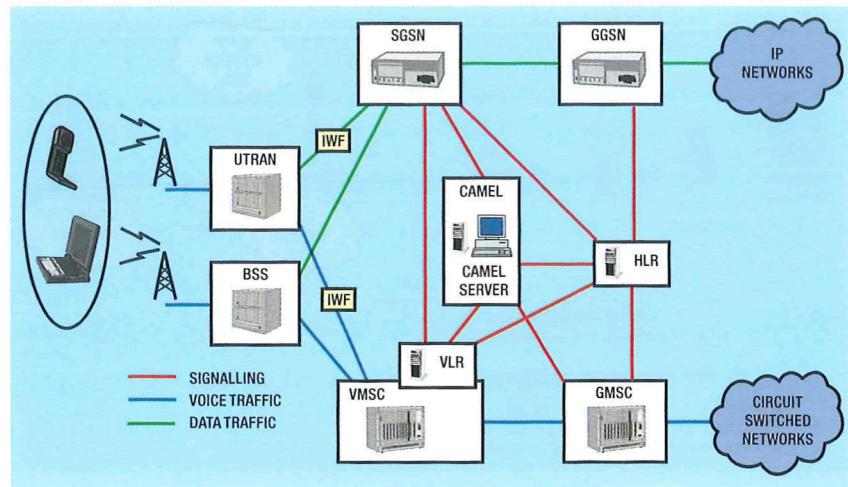 SGSN
GGSN
IP
NETWORKS
IWF
UTRAN
CAMEL
CAMEL
SERVER
HLR
BSS
IWF
VLR
SIGNALLING
VOICE TRAFFIC
DATA TRAFFIC
VMSC
GMSC
CIRCUIT
SWITCHED
NETWORKS